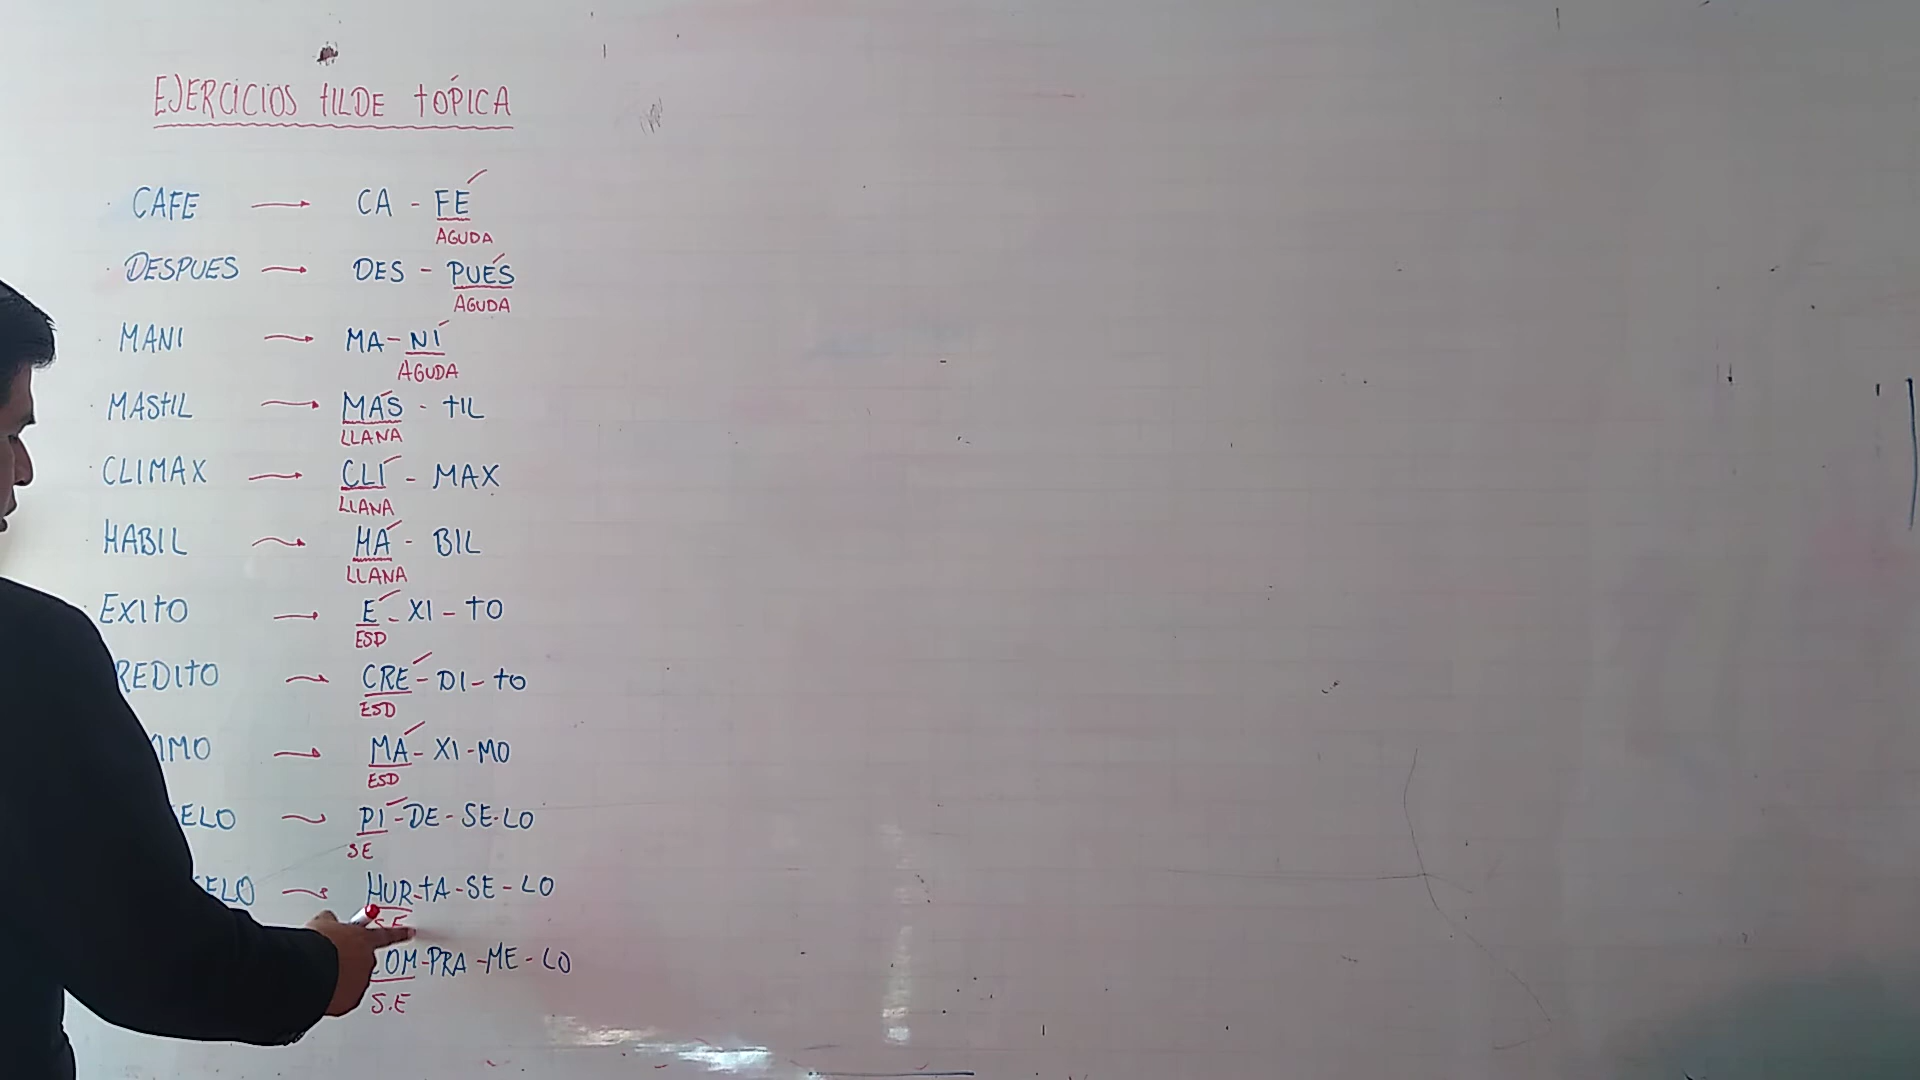 EJERCICIOS TILDE TÓPICA
CAFE → CA - FÉ
AGUDA
DESPUES → DES - PUÉS
AGUDA
MANI → MA - NÍ
AGUDA
MASTIL → MÁS - TIL
LLANA
CLIMAX → CLÍ - MAX
LLANA
HABIL → HÁ - BIL
LLANA
EXITO → É - XI - TO
ESD
REDITO → CRÉ - DI - TO
ESD
IMO → MÁ - XI - MO
ESD
ELO → PÍ - DE - SE - LO
SE
SELO → HUR - TA - SE - LO
S.E
OM - PRA - ME - LO
S.E